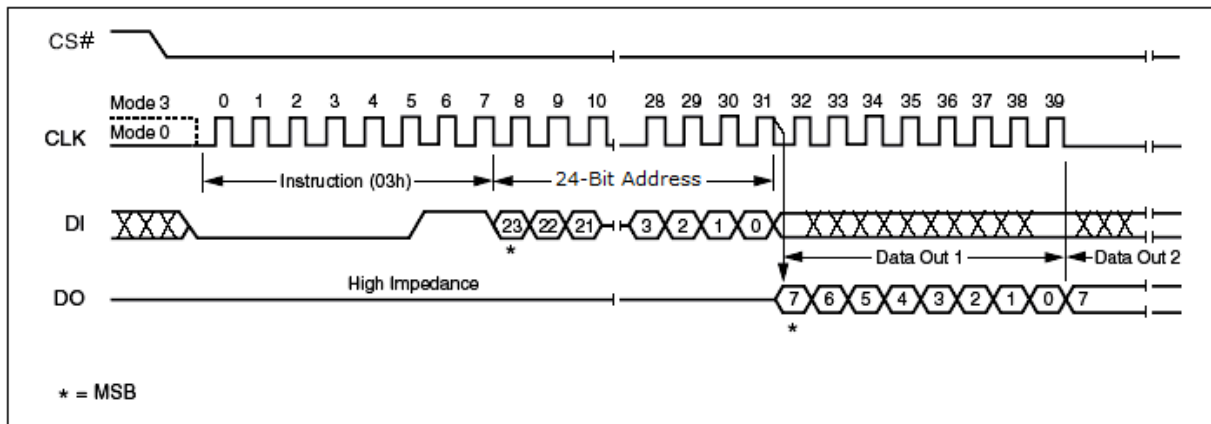 CS#
Mode 3 0 1 2 3 4 5 6 7 8 9 10 28 29 30 31 32 33 34 35 36 37 38 39
Mode 0
CLK
Instruction (03h) 24-Bit Address
DI 23 22 21 3 2 1 0
* Data Out 1 Data Out 2
High Impedance
DO 7 6 5 4 3 2 1 0 7
*
* = MSB